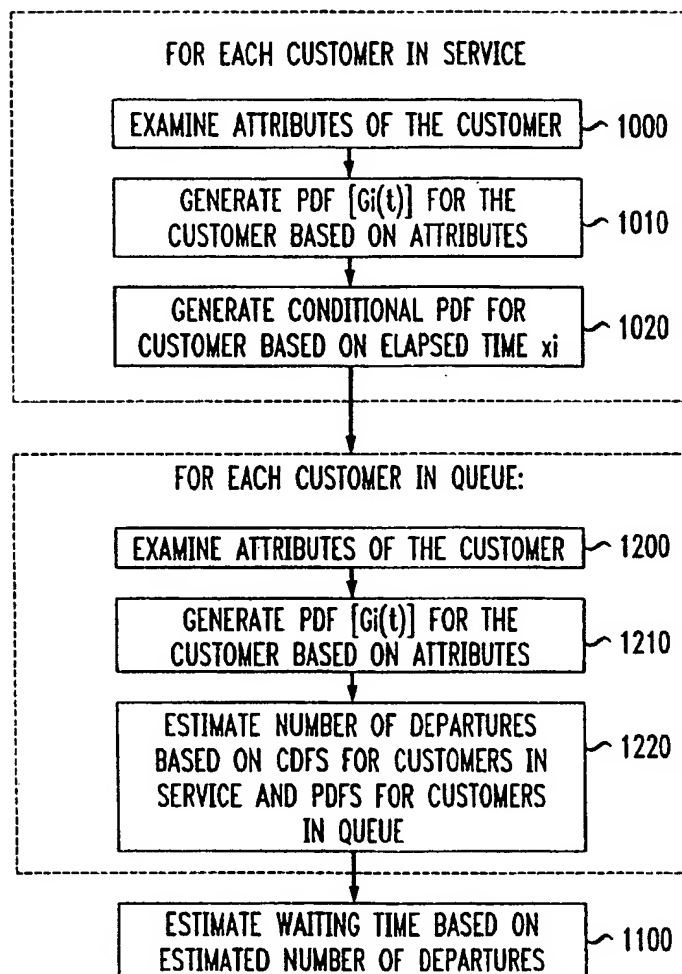 FOR EACH CUSTOMER IN SERVICE
EXAMINE ATTRIBUTES OF THE CUSTOMER
1000
GENERATE PDF [Gi(t)] FOR THE
CUSTOMER BASED ON ATTRIBUTES
1010
GENERATE CONDITIONAL PDF FOR
CUSTOMER BASED ON ELAPSED TIME xi
1020
FOR EACH CUSTOMER IN QUEUE:
EXAMINE ATTRIBUTES OF THE CUSTOMER
1200
GENERATE PDF [Gi(t)] FOR THE
CUSTOMER BASED ON ATTRIBUTES
1210
ESTIMATE NUMBER OF DEPARTURES
BASED ON CDFS FOR CUSTOMERS IN
SERVICE AND PDFS FOR CUSTOMERS
IN QUEUE
1220
ESTIMATE WAITING TIME BASED ON
ESTIMATED NUMBER OF DEPARTURES
1100